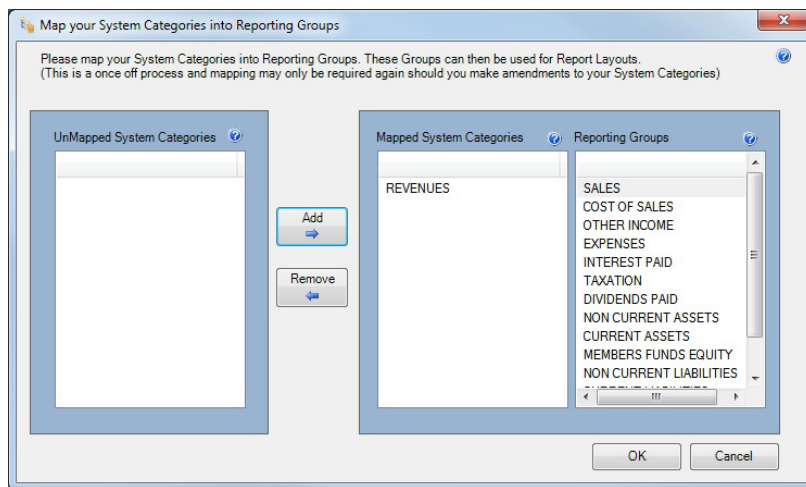 Map your System Categories into Reporting Groups
Please map your System Categories into Reporting Groups. These Groups can then be used for Report Layouts.
(This is a once off process and mapping may only be required again should you make amendments to your System Categories)
UnMapped System Categories
Mapped System Categories
Reporting Groups
REVENUES
SALES
COST OF SALES
OTHER INCOME
EXPENSES
INTEREST PAID
TAXATION
DIVIDENDS PAID
NON CURRENT ASSETS
CURRENT ASSETS
MEMBERS FUNDS EQUITY
NON CURRENT LIABILITIES
Add
Remove
OK
Cancel